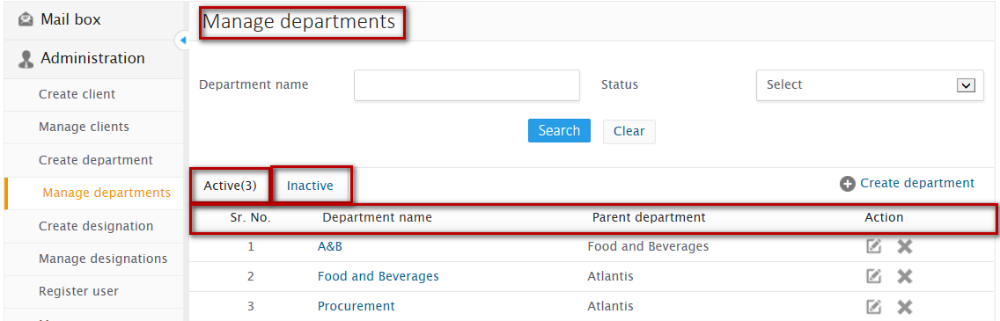 Mail box
Administration
Create client
Manage clients
Create department
Manage departments
Create designation
Manage designations
Register user
Manage departments
Department name
Status
Select
Search
Clear
Active(3)
Inactive
Create department
Sr. No. Department name Parent department Action
1 A&B Food and Beverages
2 Food and Beverages Atlantis
3 Procurement Atlantis